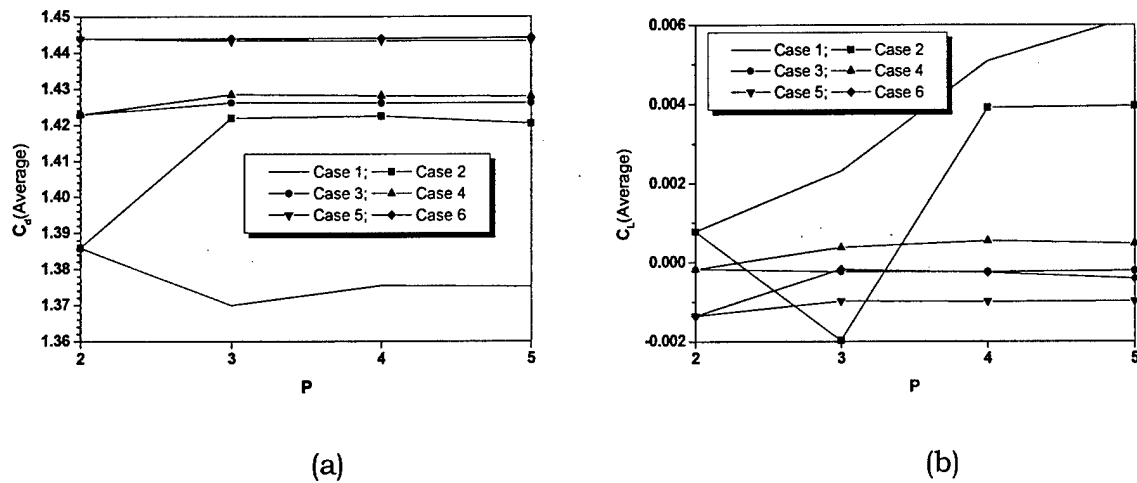 1.45
1.44
1.43
1.42
1.41
1.40
1.39
1.38
1.37
1.36
C_d(Average)
Case 1; Case 2
Case 3; Case 4
Case 5; Case 6
2 3 4 5
P
(a)
0.006
0.004
0.002
0.000
-0.002
C_L(Average)
Case 1; Case 2
Case 3; Case 4
Case 5; Case 6
2 3 4 5
P
(b)